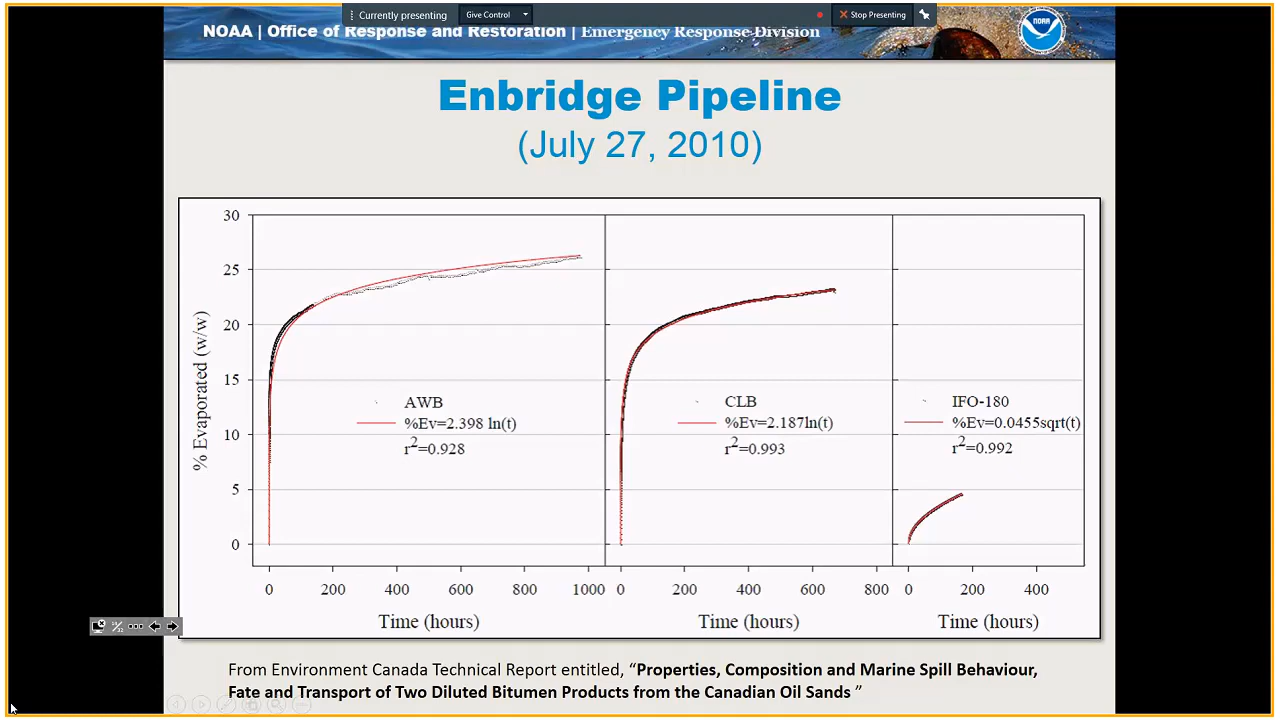 Currently presenting
Give Control
Stop Presenting
NOAA | Office of Response and Restoration | Emergency Response Division
NOAA
Enbridge Pipeline
(July 27, 2010)
% Evaporated (w/w)
30
25
20
15
10
5
0
AWB
%Ev=2.398 ln(t)
r²=0.928
CLB
%Ev=2.187ln(t)
r²=0.993
IFO-180
%Ev=0.0455sqrt(t)
r²=0.992
0 200 400 600 800 1000
0 200 400 600 800
0 200 400
Time (hours)
Time (hours)
Time (hours)
From Environment Canada Technical Report entitled, “Properties, Composition and Marine Spill Behaviour,
Fate and Transport of Two Diluted Bitumen Products from the Canadian Oil Sands ”